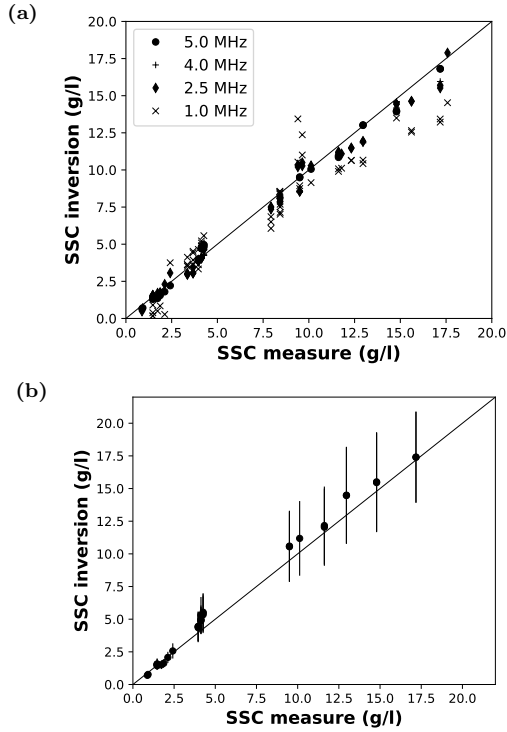 (a)
20.0
17.5
15.0
12.5
10.0
7.5
5.0
2.5
0.0
SSC inversion (g/l)
5.0 MHz
4.0 MHz
2.5 MHz
1.0 MHz
0.0 2.5 5.0 7.5 10.0 12.5 15.0 17.5 20.0
SSC measure (g/l)
(b)
20.0
17.5
15.0
12.5
10.0
7.5
5.0
2.5
0.0
SSC inversion (g/l)
0.0 2.5 5.0 7.5 10.0 12.5 15.0 17.5 20.0
SSC measure (g/l)